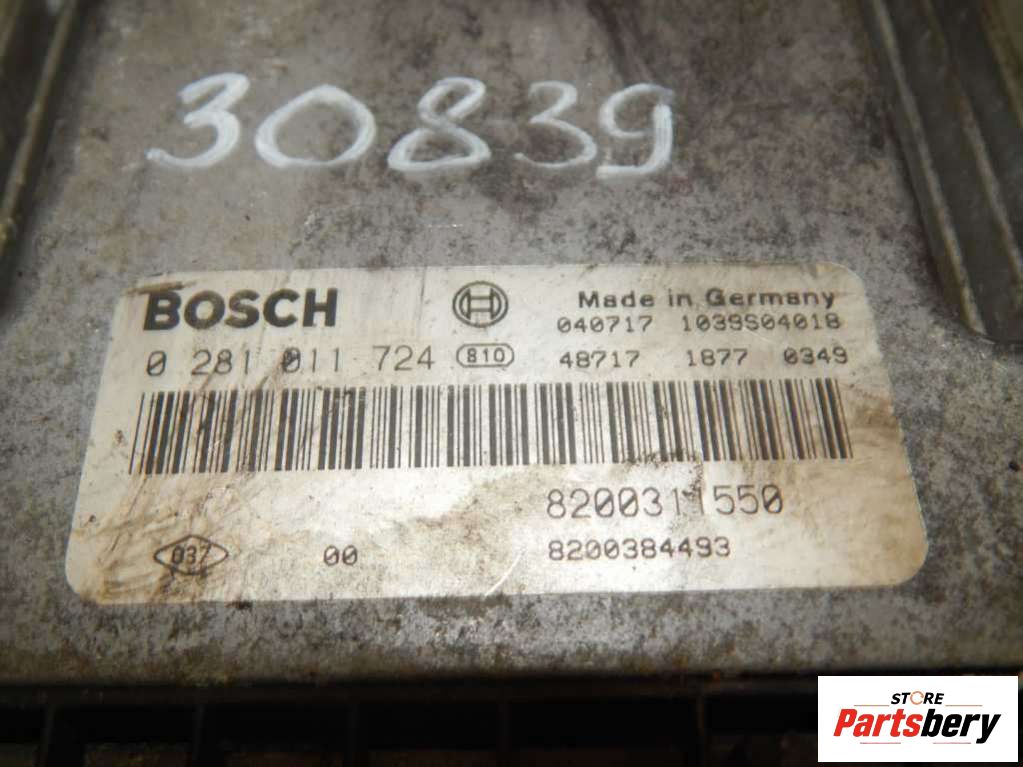 30839
BOSCH
Made in Germany
040717 1039S04018
0 281 011 724 810 48717 1877 0349
8200311550
037 00 8200384493
STORE
Partsbery